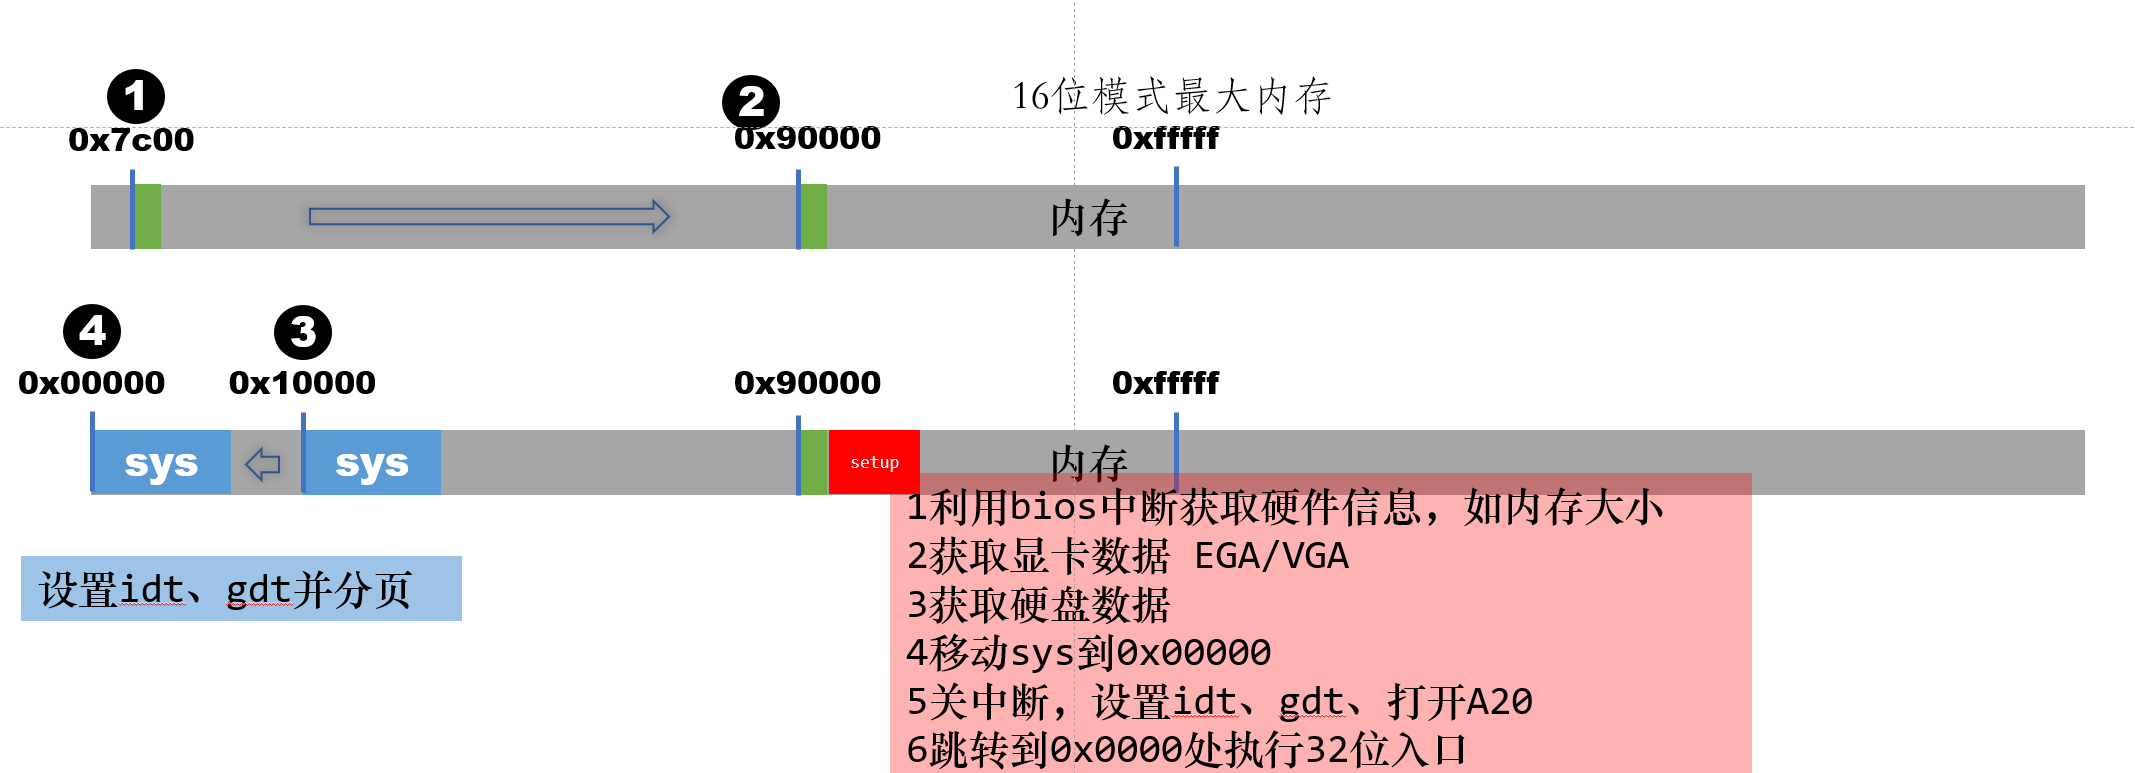 1
2
16位模式最大内存
0x7c00
0x90000
0xfffff
内存
4
3
0x00000
0x10000
0x90000
0xfffff
sys
sys
setup
内存
1利用bios中断获取硬件信息，如内存大小
2获取显卡数据 EGA/VGA
3获取硬盘数据
4移动sys到0x00000
5关中断，设置idt、gdt、打开A20
6跳转到0x0000处执行32位入口
设置idt、gdt并分页